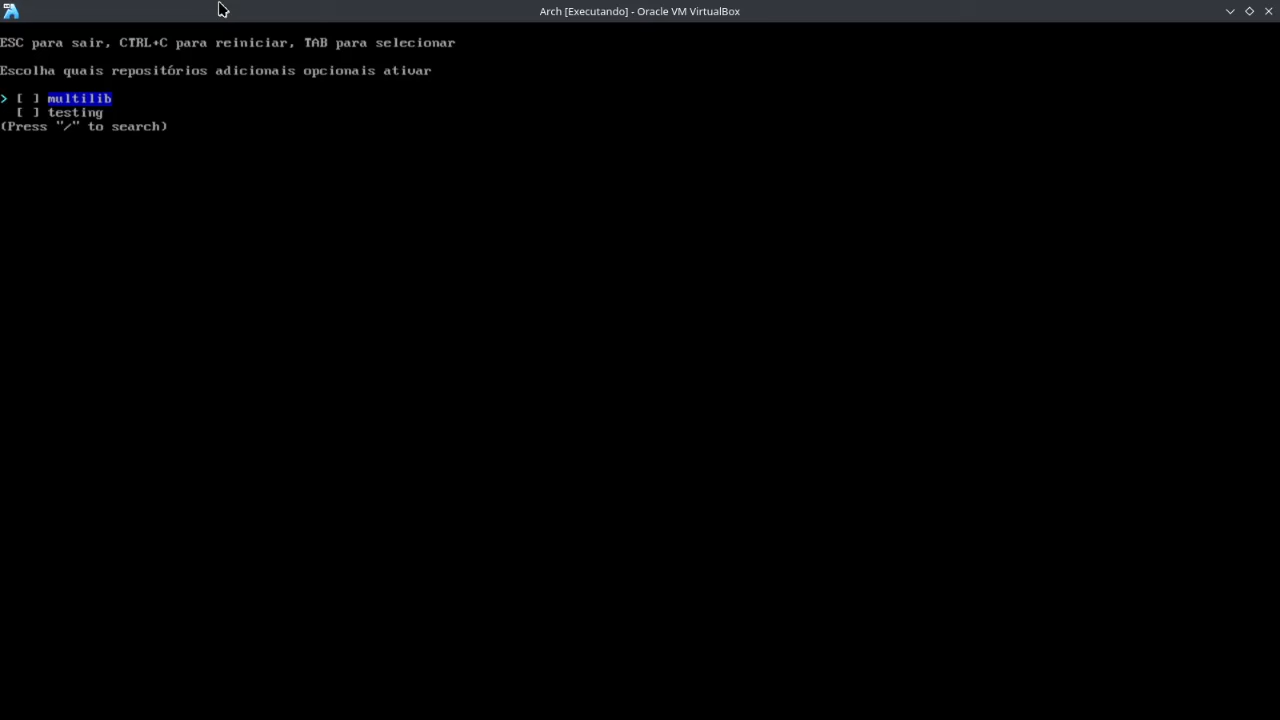 Arch [Executando] - Oracle VM VirtualBox
ESC para sair, CTRL+C para reiniciar, TAB para selecionar
Escolha quais repositórios adicionais opcionais ativar
> [ ] multilib
[ ] testing
(Press "/" to search)